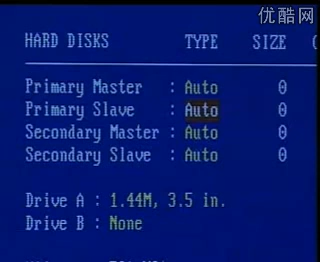 优酷网
HARD DISKS TYPE SIZE
Primary Master : Auto 0
Primary Slave : Auto 0
Secondary Master : Auto 0
Secondary Slave : Auto 0
Drive A : 1.44M, 3.5 in.
Drive B : None